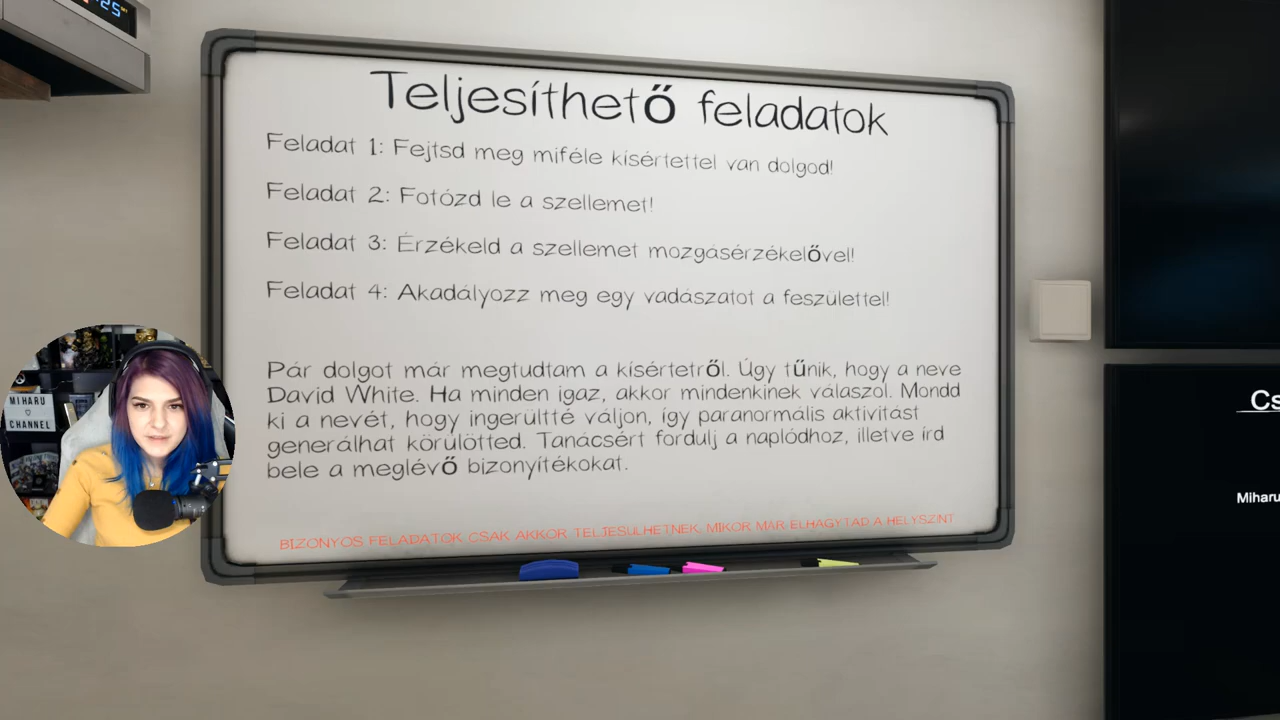 25
Teljesíthető feladatok
Feladat 1: Fejtsd meg miféle kísértettel van dolgod!
Feladat 2: Fotózd le a szellemet!
Feladat 3: Érzékeld a szellemet mozgásérzékelővel!
Feladat 4: Akadályozz meg egy vadászatot a feszülettel!
Pár dolgot már megtudtam a kísértetről. Úgy tűnik, hogy a neve
David White. Ha minden igaz, akkor mindenkinek válaszol. Mondd
ki a nevét, hogy ingerültté váljon, így paranormális aktivitást
generálhat körülötted. Tanácsért fordulj a naplódhoz, illetve írd
bele a meglévő bizonyítékokat.
BIZONYOS FELADATOK CSAK AKKOR TELJESÜLHETNEK, MIKOR MÁR ELHAGYTAD A HELYSZÍNT
MIHARU
CHANNEL
Cs
Miharu